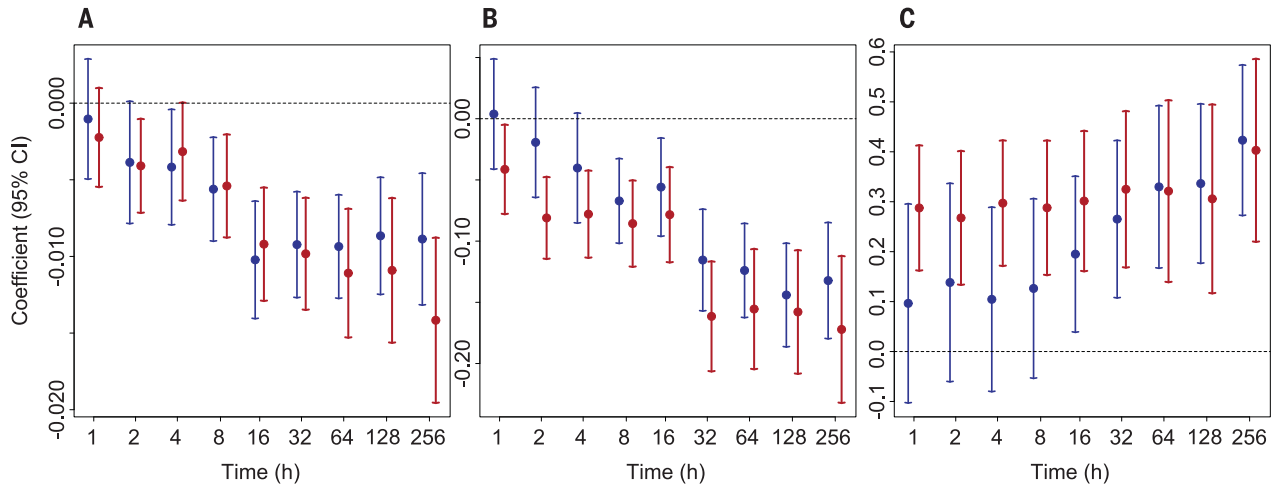 A
B
C
Coefficient (95% CI)
0.000
-0.010
-0.020
1 2 4 8 16 32 64 128 256
Time (h)
0.00
-0.10
-0.20
1 2 4 8 16 32 64 128 256
Time (h)
0.6
0.5
0.4
0.3
0.2
0.1
0.0
-0.1
1 2 4 8 16 32 64 128 256
Time (h)